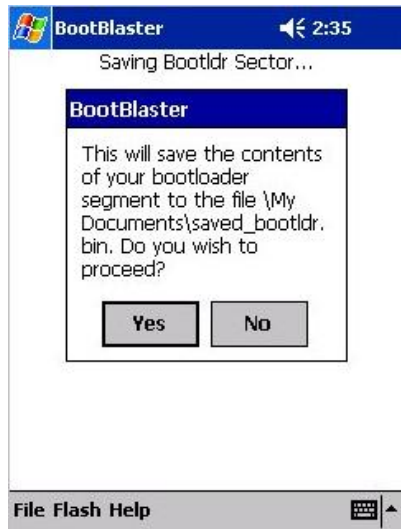 BootBlaster 2:35
Saving Bootldr Sector...
BootBlaster
This will save the contents
of your bootloader
segment to the file \My
Documents\saved_bootldr.
bin. Do you wish to
proceed?
Yes No
File Flash Help